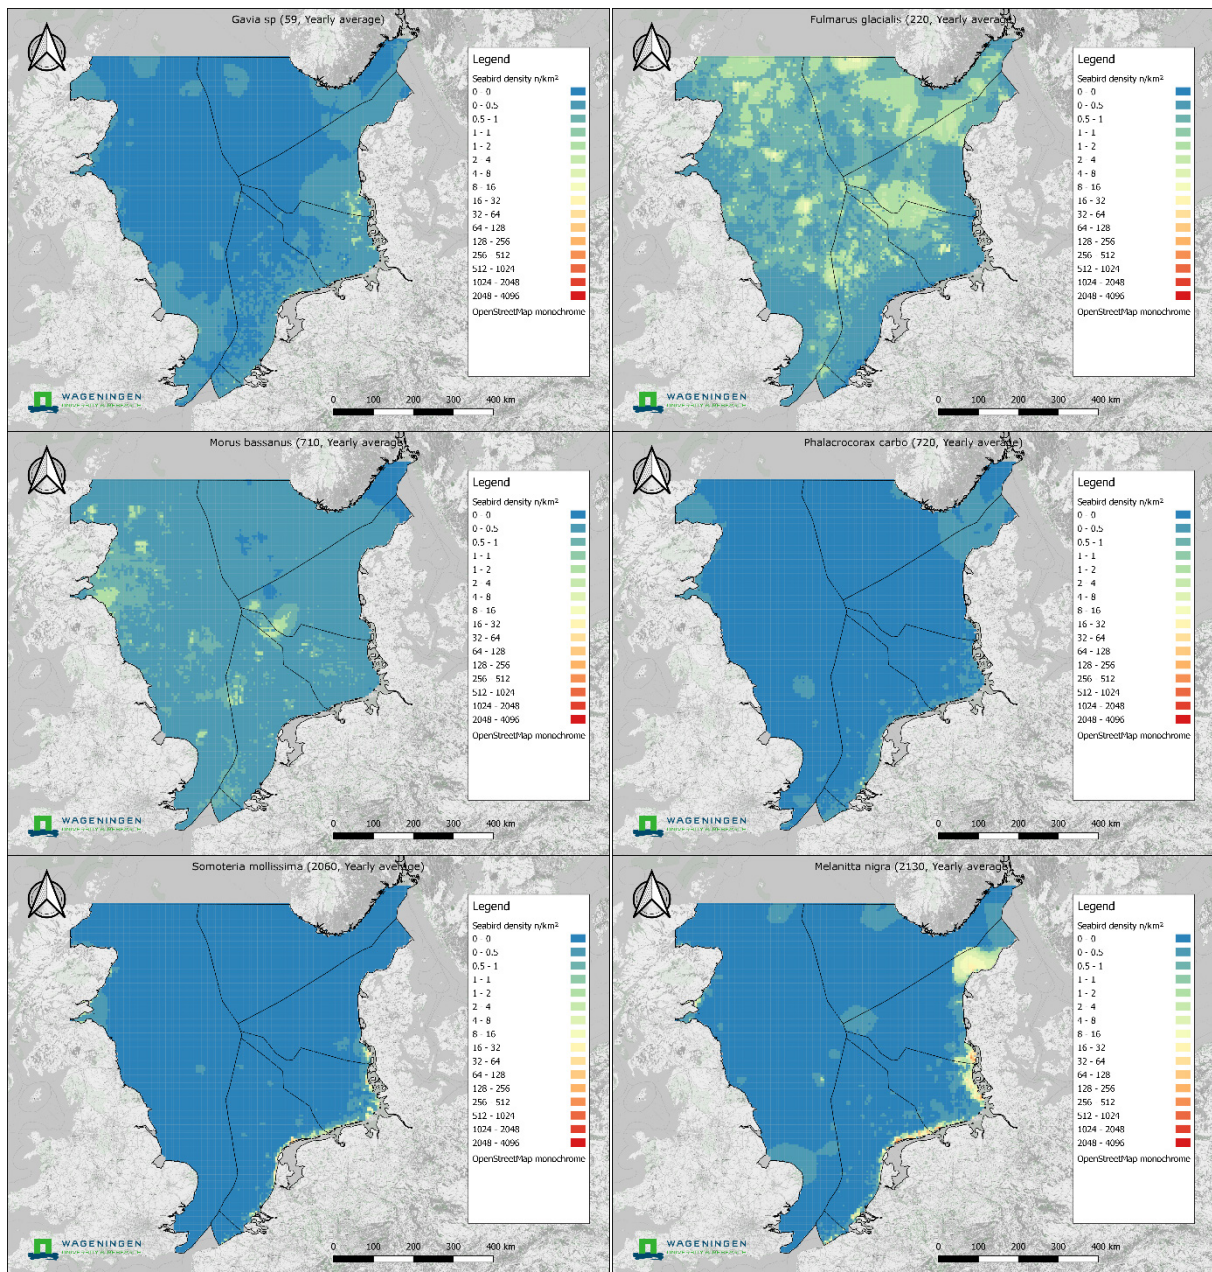 Gavia sp (59, Yearly average)
Legend
Seabird density n/km²
0 - 0
0 - 0.5
0.5 - 1
1 - 1
1 - 2
2 - 4
4 - 8
8 - 16
16 - 32
32 - 64
64 - 128
128 - 256
256 - 512
512 - 1024
1024 - 2048
2048 - 4096
OpenStreetMap monochrome
WAGENINGEN
UNIVERSITY & RESEARCH
0 100 200 300 400 km
Fulmarus glacialis (220, Yearly average)
Legend
Seabird density n/km²
0 - 0
0 - 0.5
0.5 - 1
1 - 1
1 - 2
2 - 4
4 - 8
8 - 16
16 - 32
32 - 64
64 - 128
128 - 256
256 - 512
512 - 1024
1024 - 2048
2048 - 4096
OpenStreetMap monochrome
WAGENINGEN
UNIVERSITY & RESEARCH
0 100 200 300 400 km
Morus bassanus (710, Yearly average)
Legend
Seabird density n/km²
0 - 0
0 - 0.5
0.5 - 1
1 - 1
1 - 2
2 - 4
4 - 8
8 - 16
16 - 32
32 - 64
64 - 128
128 - 256
256 - 512
512 - 1024
1024 - 2048
2048 - 4096
OpenStreetMap monochrome
WAGENINGEN
UNIVERSITY & RESEARCH
0 100 200 300 400 km
Phalacrocorax carbo (720, Yearly average)
Legend
Seabird density n/km²
0 - 0
0 - 0.5
0.5 - 1
1 - 1
1 - 2
2 - 4
4 - 8
8 - 16
16 - 32
32 - 64
64 - 128
128 - 256
256 - 512
512 - 1024
1024 - 2048
2048 - 4096
OpenStreetMap monochrome
WAGENINGEN
UNIVERSITY & RESEARCH
0 100 200 300 400 km
Somoteria mollissima (2060, Yearly average)
Legend
Seabird density n/km²
0 - 0
0 - 0.5
0.5 - 1
1 - 1
1 - 2
2 - 4
4 - 8
8 - 16
16 - 32
32 - 64
64 - 128
128 - 256
256 - 512
512 - 1024
1024 - 2048
2048 - 4096
OpenStreetMap monochrome
WAGENINGEN
UNIVERSITY & RESEARCH
0 100 200 300 400 km
Melanitta nigra (2130, Yearly average)
Legend
Seabird density n/km²
0 - 0
0 - 0.5
0.5 - 1
1 - 1
1 - 2
2 - 4
4 - 8
8 - 16
16 - 32
32 - 64
64 - 128
128 - 256
256 - 512
512 - 1024
1024 - 2048
2048 - 4096
OpenStreetMap monochrome
WAGENINGEN
UNIVERSITY & RESEARCH
0 100 200 300 400 km